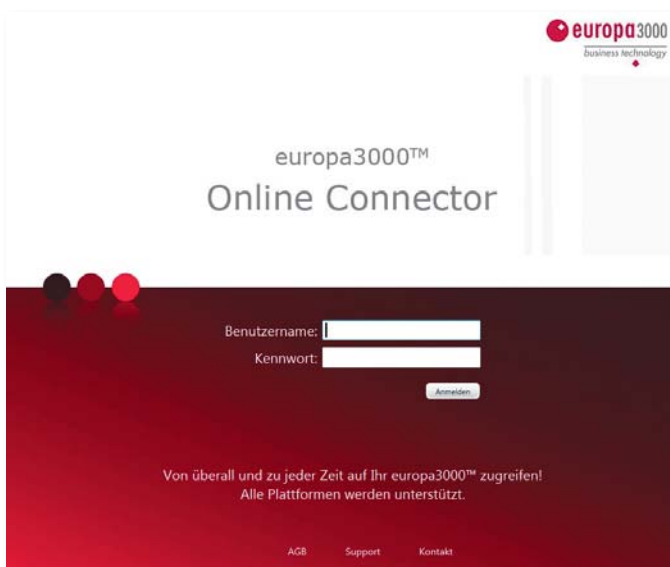 europa3000
business technology
europa3000™
Online Connector
Benutzername:
Kennwort:
Anmelden
Von überall und zu jeder Zeit auf Ihr europa3000™ zugreifen!
Alle Plattformen werden unterstützt.
AGB Support Kontakt